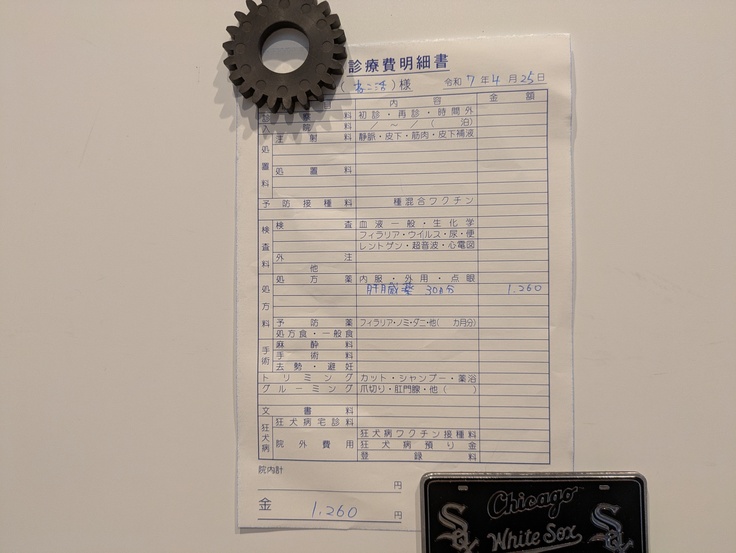 診療費明細書
様 令和 7年 4月 25日
内容 金額
料 初診・再診・時間外
料 / ~ / ( 泊)
射料 静脈・皮下・筋肉・皮下補液
処置料
処置料
予防接種料 種混合ワクチン
検査料
検査 血液一般・生化学
フィラリア・ウイルス・尿・便
レントゲン・超音波・心電図
外注
他
処方料
処方薬 内服・外用・点眼
肝臓薬 30日分 1,260
予防薬 フィラリア・ノミ・ダニ・他( カ月分)
処方食・一般食
手術
麻酔料
手術料
去勢・避妊
トリミング カット・シャンプー・薬浴
グルーミング 爪切り・肛門腺・他( )
文書料
狂犬病
狂犬病宅診料
院外費用 狂犬病ワクチン接種料
狂犬病預り金
登録料
院内計
円
金 1,260 円
Chicago
White Sox